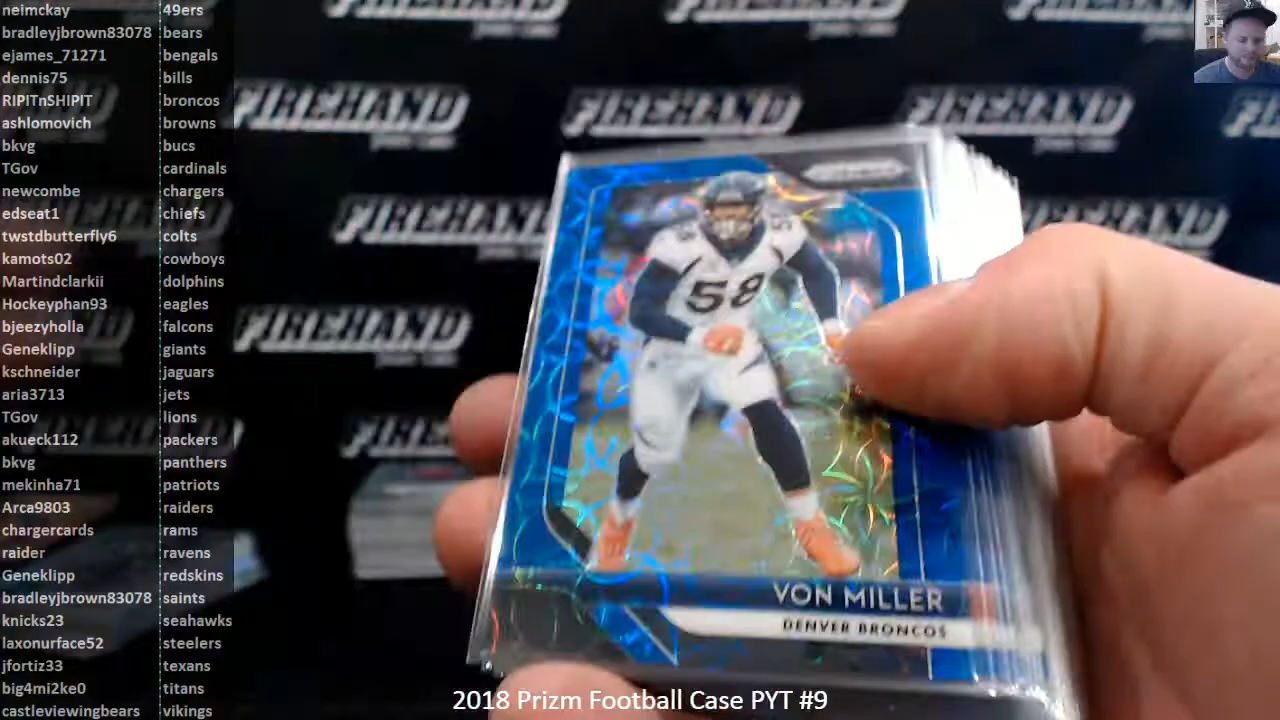 neimckay 49ers
bradleyjbrown83078 bears
ejames_71271 bengals
dennis75 bills
RIPITnSHIPIT broncos
ashlomovich browns
bkvg bucs
TGov cardinals
newcombe chargers
edseat1 chiefs
twstdbutterfly6 colts
kamots02 cowboys
Martindclarkii dolphins
Hockeyphan93 eagles
bjeezyholla falcons
Geneklipp giants
kschneider jaguars
aria3713 jets
TGov lions
akueck112 packers
bkvg panthers
mekinha71 patriots
Arca9803 raiders
chargercards rams
raider ravens
Geneklipp redskins
bradleyjbrown83078 saints
knicks23 seahawks
laxonurface52 steelers
jfortiz33 texans
big4mi2ke0 titans
castleviewingbears vikings
FIREHAND
FIREHAND
FIREHAND
FIREHAND
FIREHAND
58
VON MILLER
DENVER BRONCOS
2018 Prizm Football Case PYT #9